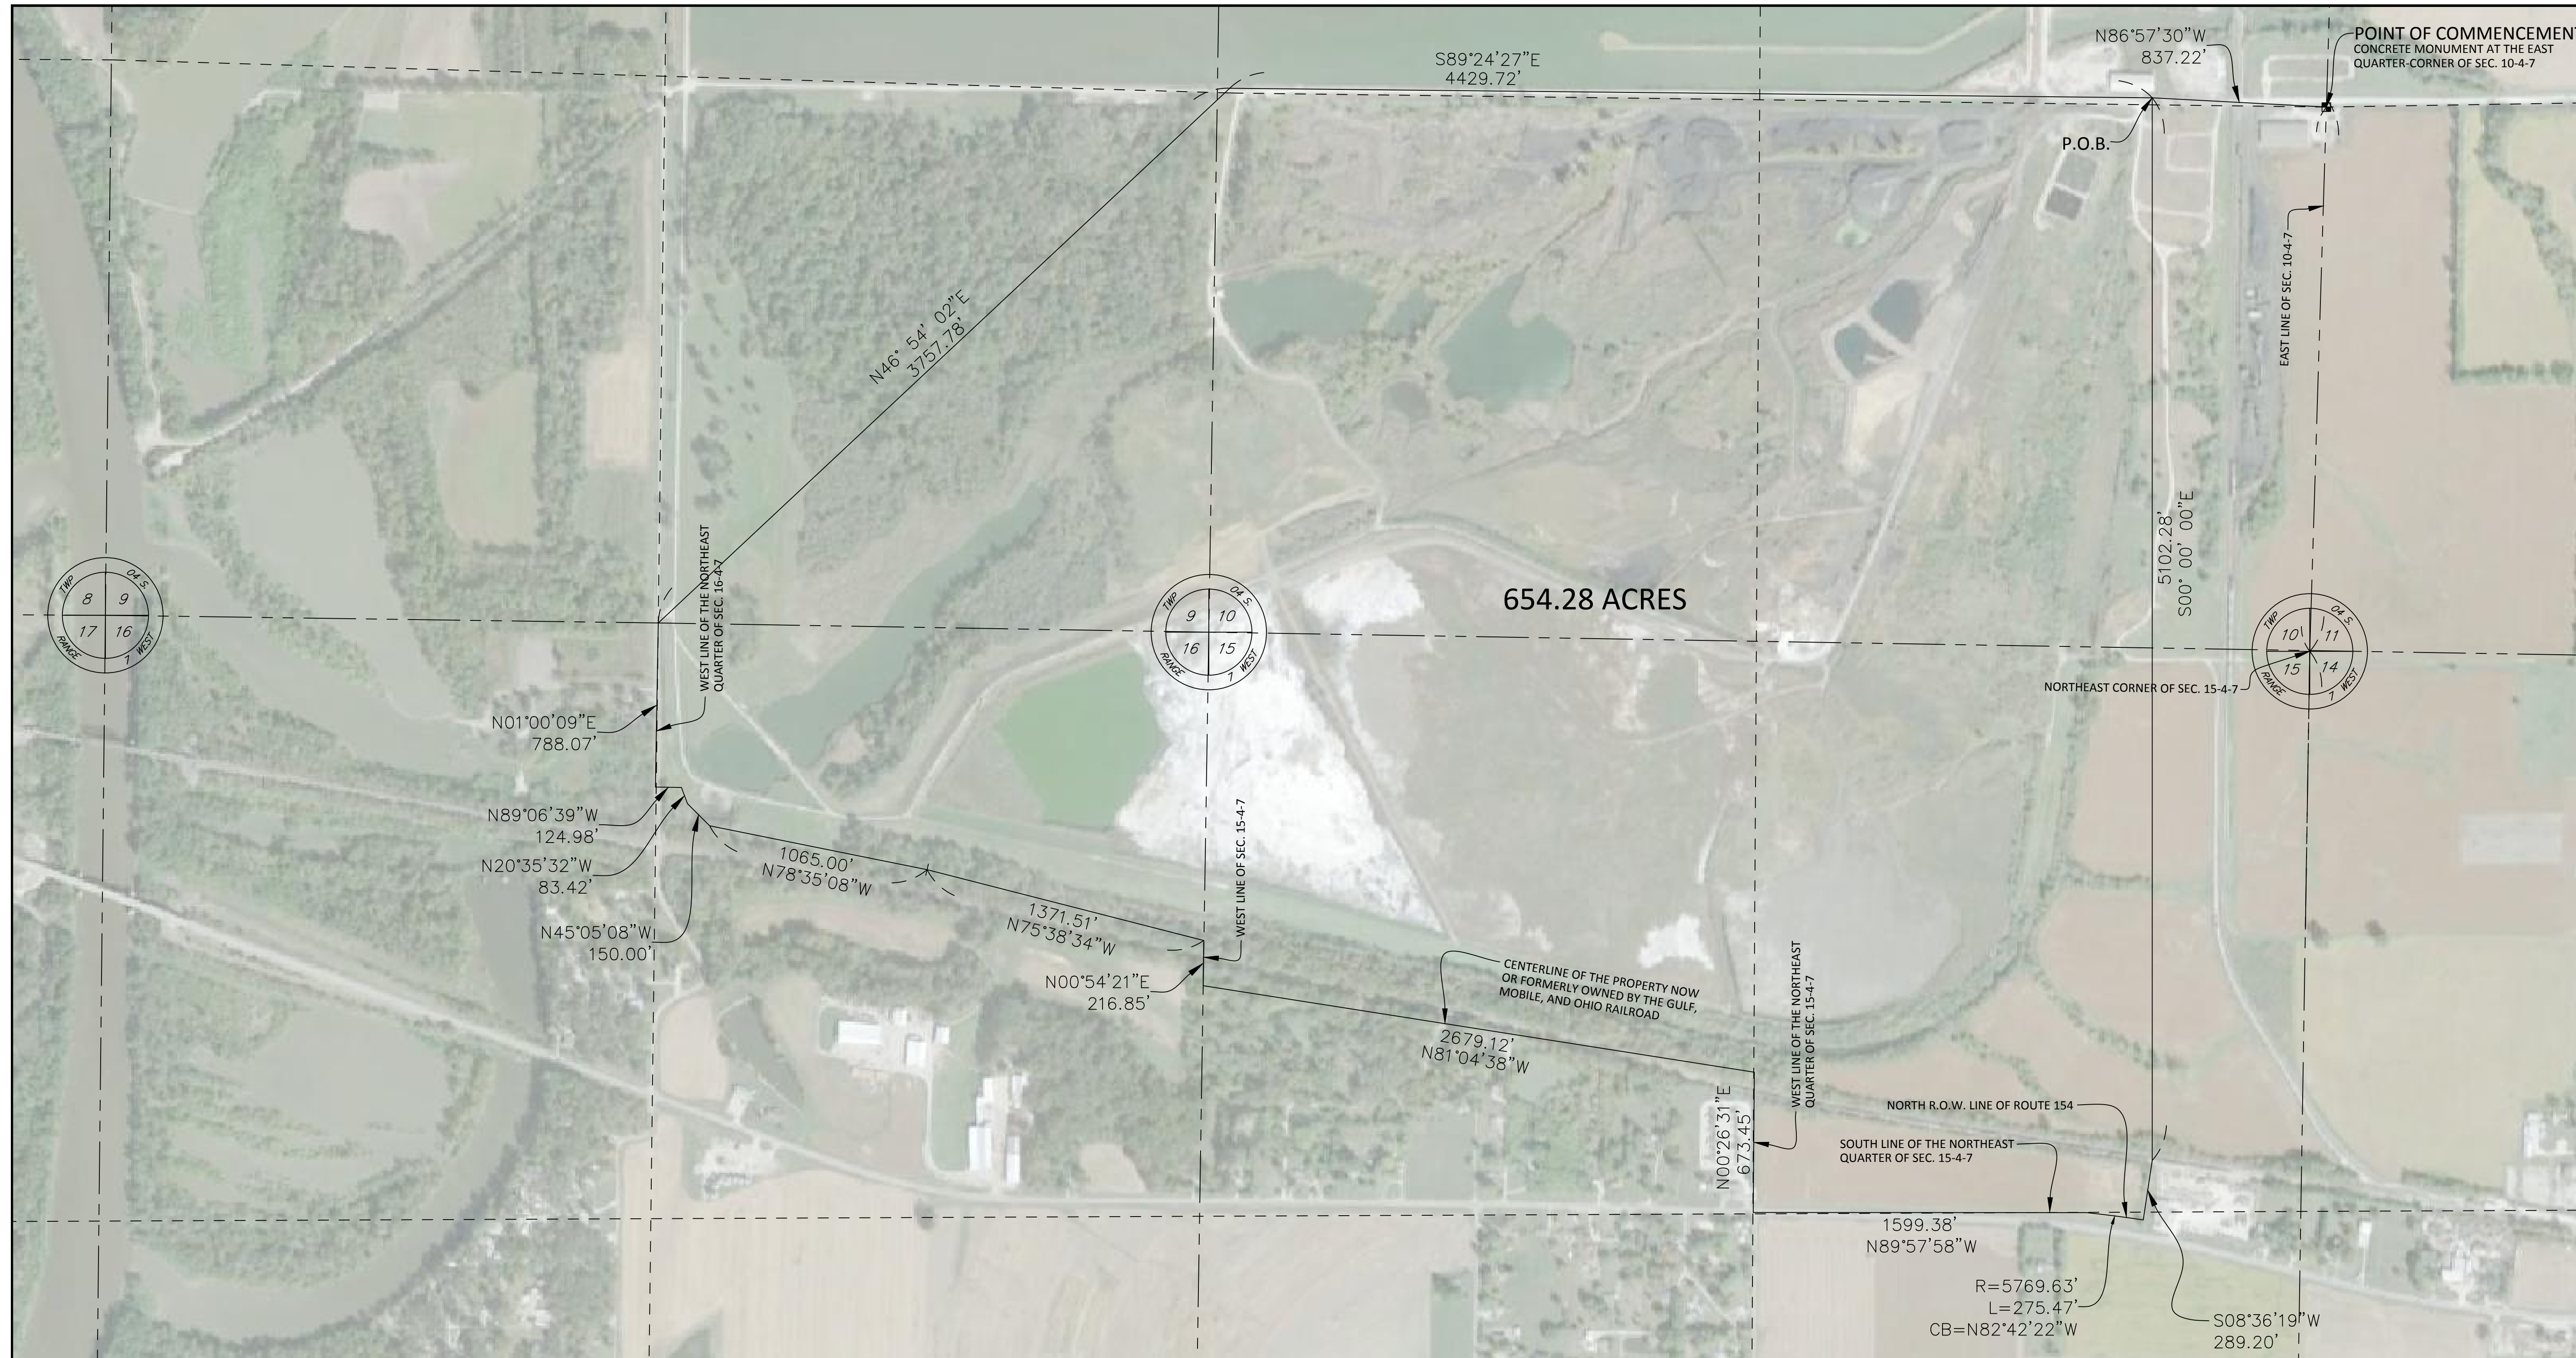 S89°24'27"E
4429.72'
N86°57'30"W
837.22'
POINT OF COMMENCEMENT
CONCRETE MONUMENT AT THE EAST
QUARTER-CORNER OF SEC. 10-4-7
P.O.B.
EAST LINE OF SEC. 10-4-7
N46° 54' 02"E
3757.78'
5102.28'
S00° 00' 00"E
654.28 ACRES
WEST LINE OF THE NORTHEAST
QUARTER OF SEC. 16-4-7
TWP
04 S.
8
9
17
16
RANGE
7 WEST
TWP
04 S.
9
10
16
15
RANGE
7 WEST
TWP
04 S.
10
11
15
14
RANGE
7 WEST
NORTHEAST CORNER OF SEC. 15-4-7
N01°00'09"E
788.07'
N89°06'39"W
124.98'
N20°35'32"W
83.42'
N45°05'08"W
150.00'
1065.00'
N78°35'08"W
1371.51'
N75°38'34"W
WEST LINE OF SEC. 15-4-7
N00°54'21"E
216.85'
CENTERLINE OF THE PROPERTY NOW
OR FORMERLY OWNED BY THE GULF,
MOBILE, AND OHIO RAILROAD
2679.12'
N81°04'38"W
WEST LINE OF THE NORTHEAST
QUARTER OF SEC. 15-4-7
N00°26'31"E
673.45'
NORTH R.O.W. LINE OF ROUTE 154
SOUTH LINE OF THE NORTHEAST
QUARTER OF SEC. 15-4-7
1599.38'
N89°57'58"W
R=5769.63'
L=275.47'
CB=N82°42'22"W
S08°36'19"W
289.20'